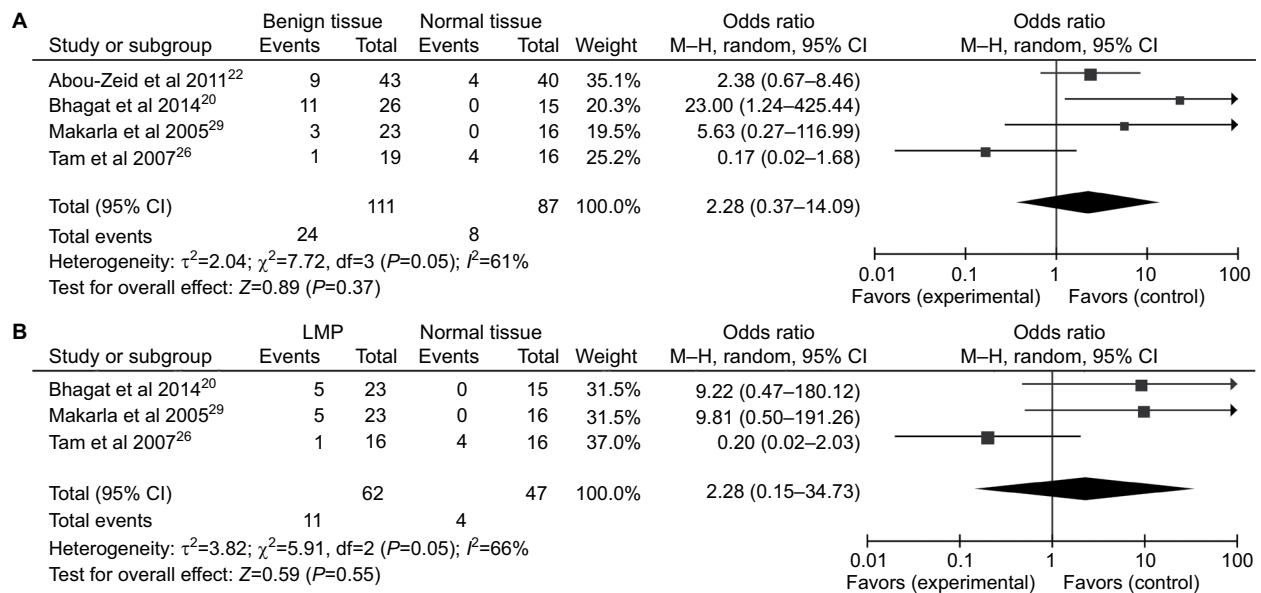 A
Benign tissue Normal tissue Odds ratio Odds ratio
Study or subgroup Events Total Events Total Weight M–H, random, 95% CI M–H, random, 95% CI
Abou-Zeid et al 2011²² 9 43 4 40 35.1% 2.38 (0.67–8.46)
Bhagat et al 2014²⁰ 11 26 0 15 20.3% 23.00 (1.24–425.44)
Makarla et al 2005²⁹ 3 23 0 16 19.5% 5.63 (0.27–116.99)
Tam et al 2007²⁶ 1 19 4 16 25.2% 0.17 (0.02–1.68)
Total (95% CI) 111 87 100.0% 2.28 (0.37–14.09)
Total events 24 8
Heterogeneity: τ²=2.04; χ²=7.72, df=3 (P=0.05); I²=61%
Test for overall effect: Z=0.89 (P=0.37)
0.01 0.1 1 10 100
Favors (experimental) Favors (control)
B
LMP Normal tissue Odds ratio Odds ratio
Study or subgroup Events Total Events Total Weight M–H, random, 95% CI M–H, random, 95% CI
Bhagat et al 2014²⁰ 5 23 0 15 31.5% 9.22 (0.47–180.12)
Makarla et al 2005²⁹ 5 23 0 16 31.5% 9.81 (0.50–191.26)
Tam et al 2007²⁶ 1 16 4 16 37.0% 0.20 (0.02–2.03)
Total (95% CI) 62 47 100.0% 2.28 (0.15–34.73)
Total events 11 4
Heterogeneity: τ²=3.82; χ²=5.91, df=2 (P=0.05); I²=66%
Test for overall effect: Z=0.59 (P=0.55)
0.01 0.1 1 10 100
Favors (experimental) Favors (control)